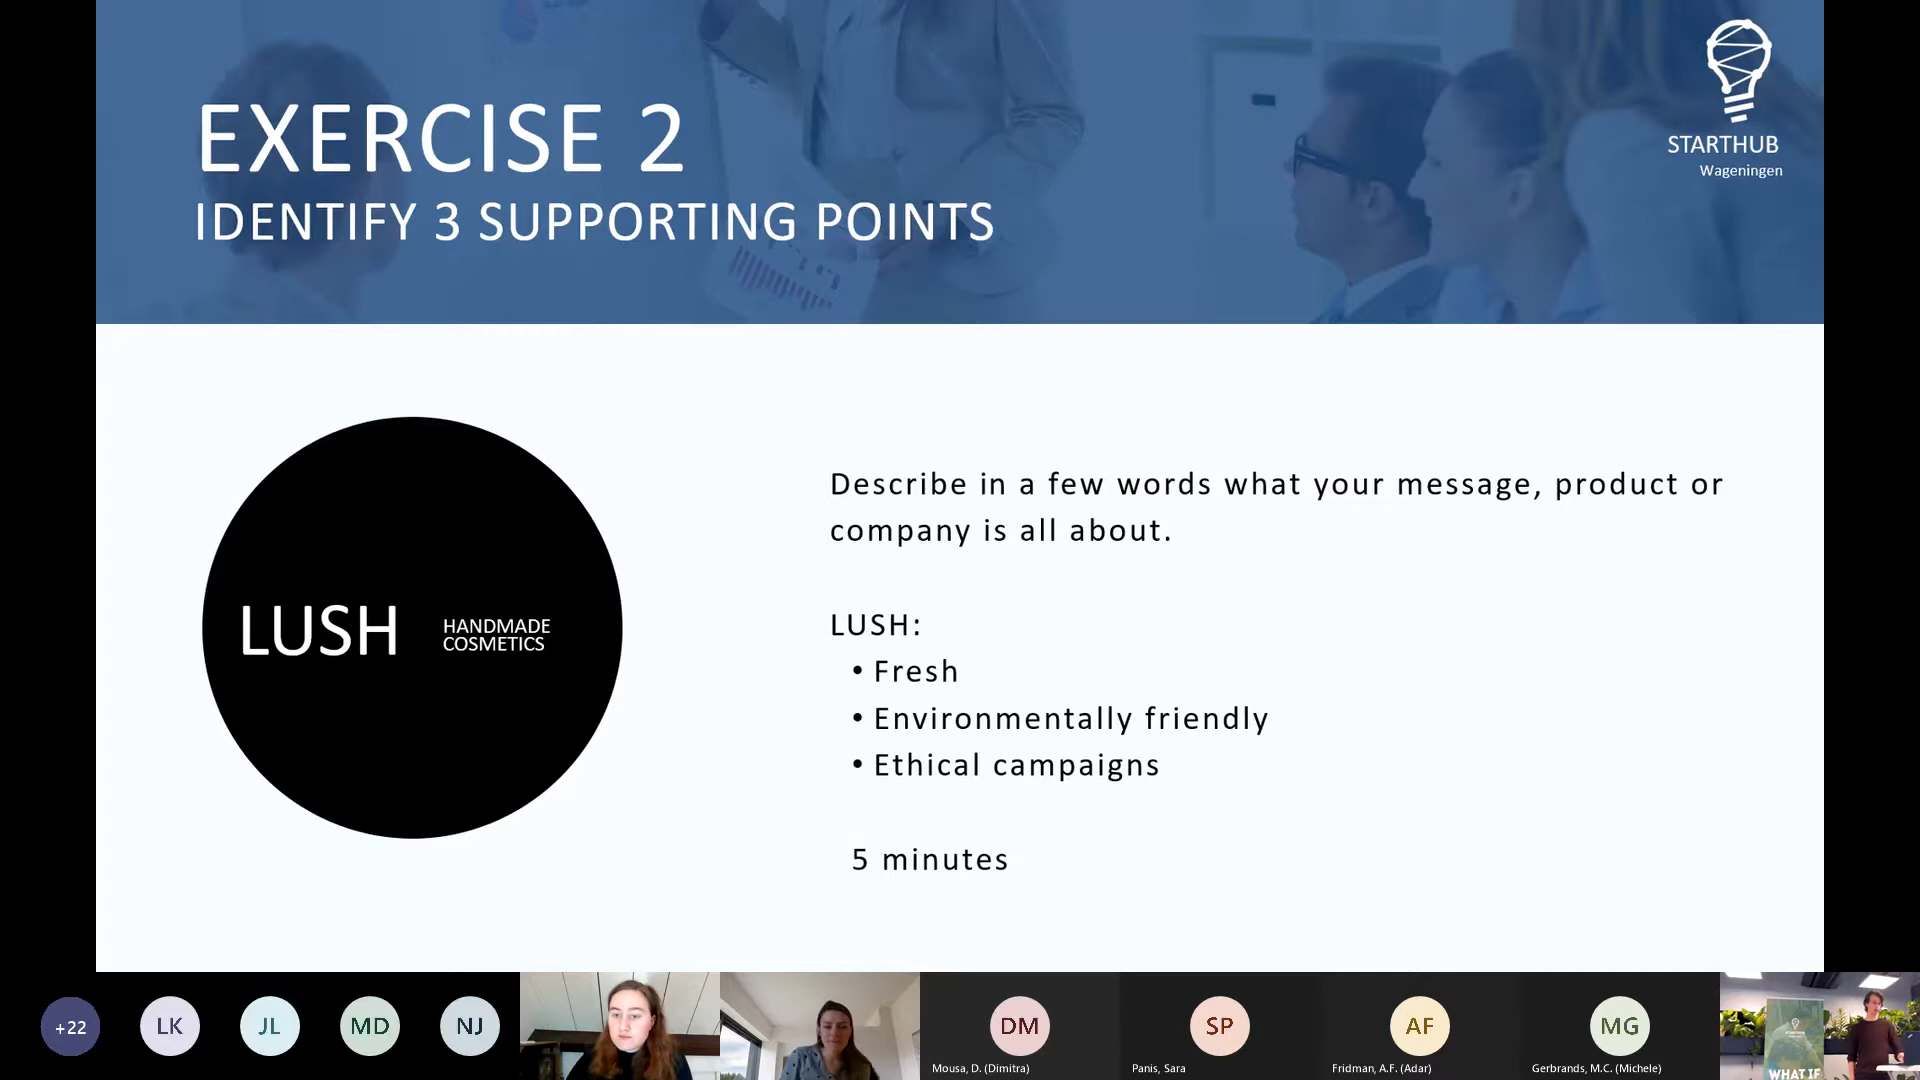 EXERCISE 2
IDENTIFY 3 SUPPORTING POINTS
STARTHUB
Wageningen
LUSH
HANDMADE
COSMETICS
Describe in a few words what your message, product or
company is all about.
LUSH:
• Fresh
• Environmentally friendly
• Ethical campaigns
5 minutes
+22
LK
JL
MD
NJ
DM
Mousa, D. (Dimitra)
SP
Panis, Sara
AF
Fridman, A.F. (Adar)
MG
Gerbrands, M.C. (Michele)
WHAT IF